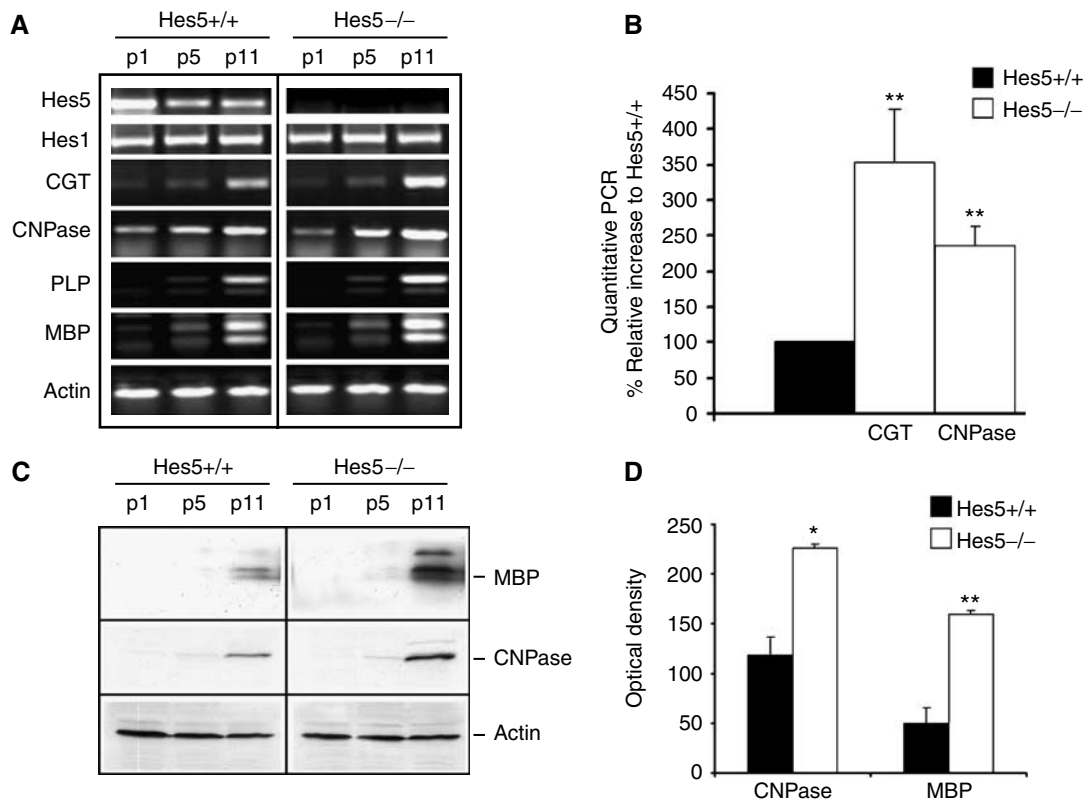 A
Hes5+/+ Hes5−/−
p1 p5 p11 p1 p5 p11
Hes5
Hes1
CGT
CNPase
PLP
MBP
Actin
B
Hes5+/+
Hes5−/−
Quantitative PCR
% Relative increase to Hes5+/+
450
400
350
300
250
200
150
100
50
0
**
**
CGT CNPase
C
Hes5+/+ Hes5−/−
p1 p5 p11 p1 p5 p11
– MBP
– CNPase
– Actin
D
Hes5+/+
Hes5−/−
Optical density
250
200
150
100
50
0
*
**
CNPase MBP